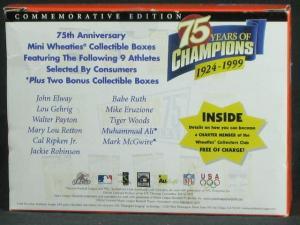 COMMEMORATIVE EDITION
75th Anniversary
Mini Wheaties® Collectible Boxes
Featuring The Following 9 Athletes
Selected By Consumers
*Plus Two Bonus Collectible Boxes
75 YEARS OF
CHAMPIONS
1924-1999
John Elway
Lou Gehrig
Walter Payton
Mary Lou Retton
Cal Ripken Jr.
Jackie Robinson
Babe Ruth
Mike Eruzione
Tiger Woods
Muhammad Ali*
Mark McGwire*
INSIDE
Details on how you can become
a CHARTER MEMBER of the
Wheaties® Collectors Club
FREE OF CHARGE!
NFL
USA